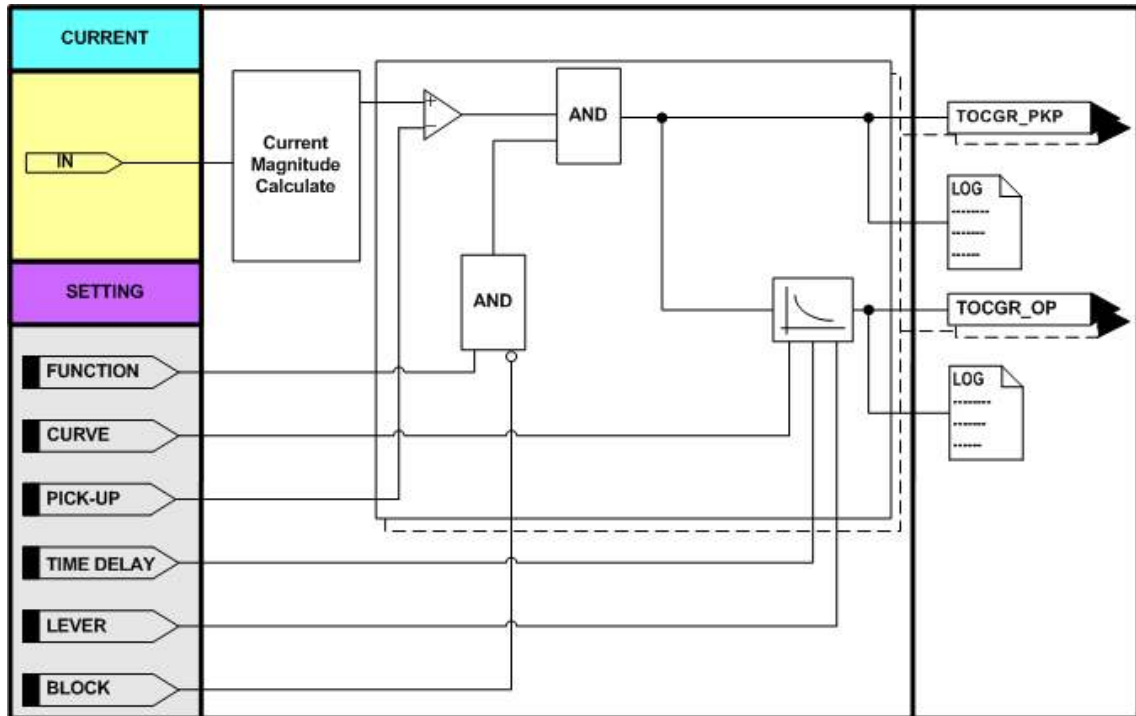 CURRENT
IN
SETTING
FUNCTION
CURVE
PICK-UP
TIME DELAY
LEVER
BLOCK
Current
Magnitude
Calculate
+
−
AND
AND
TOCGR_PKP
LOG
TOCGR_OP
LOG